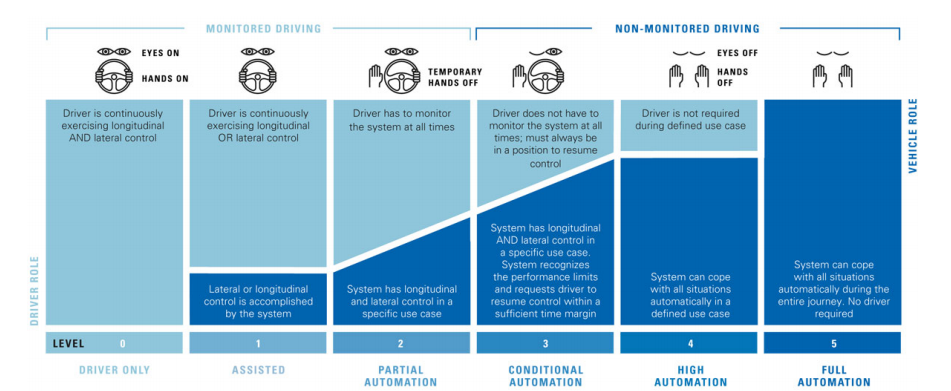 MONITORED DRIVING
NON-MONITORED DRIVING
EYES ON
HANDS ON
TEMPORARY
HANDS OFF
EYES OFF
HANDS
OFF
Driver is continuously
exercising longitudinal
AND lateral control
Driver is continuously
exercising longitudinal
OR lateral control
Driver has to monitor
the system at all times
Driver does not have to
monitor the system at all
times; must always be
in a position to resume
control
Driver is not required
during defined use case
VEHICLE ROLE
DRIVER ROLE
Lateral or longitudinal
control is accomplished
by the system
System has longitudinal
and lateral control in a
specific use case
System has longitudinal
AND lateral control in
a specific use case.
System recognizes
the performance limits
and requests driver to
resume control within a
sufficient time margin
System can cope
with all situations
automatically in a
defined use case
System can cope
with all situations
automatically during the
entire journey. No driver
required
LEVEL 0 1 2 3 4 5
DRIVER ONLY
ASSISTED
PARTIAL
AUTOMATION
CONDITIONAL
AUTOMATION
HIGH
AUTOMATION
FULL
AUTOMATION